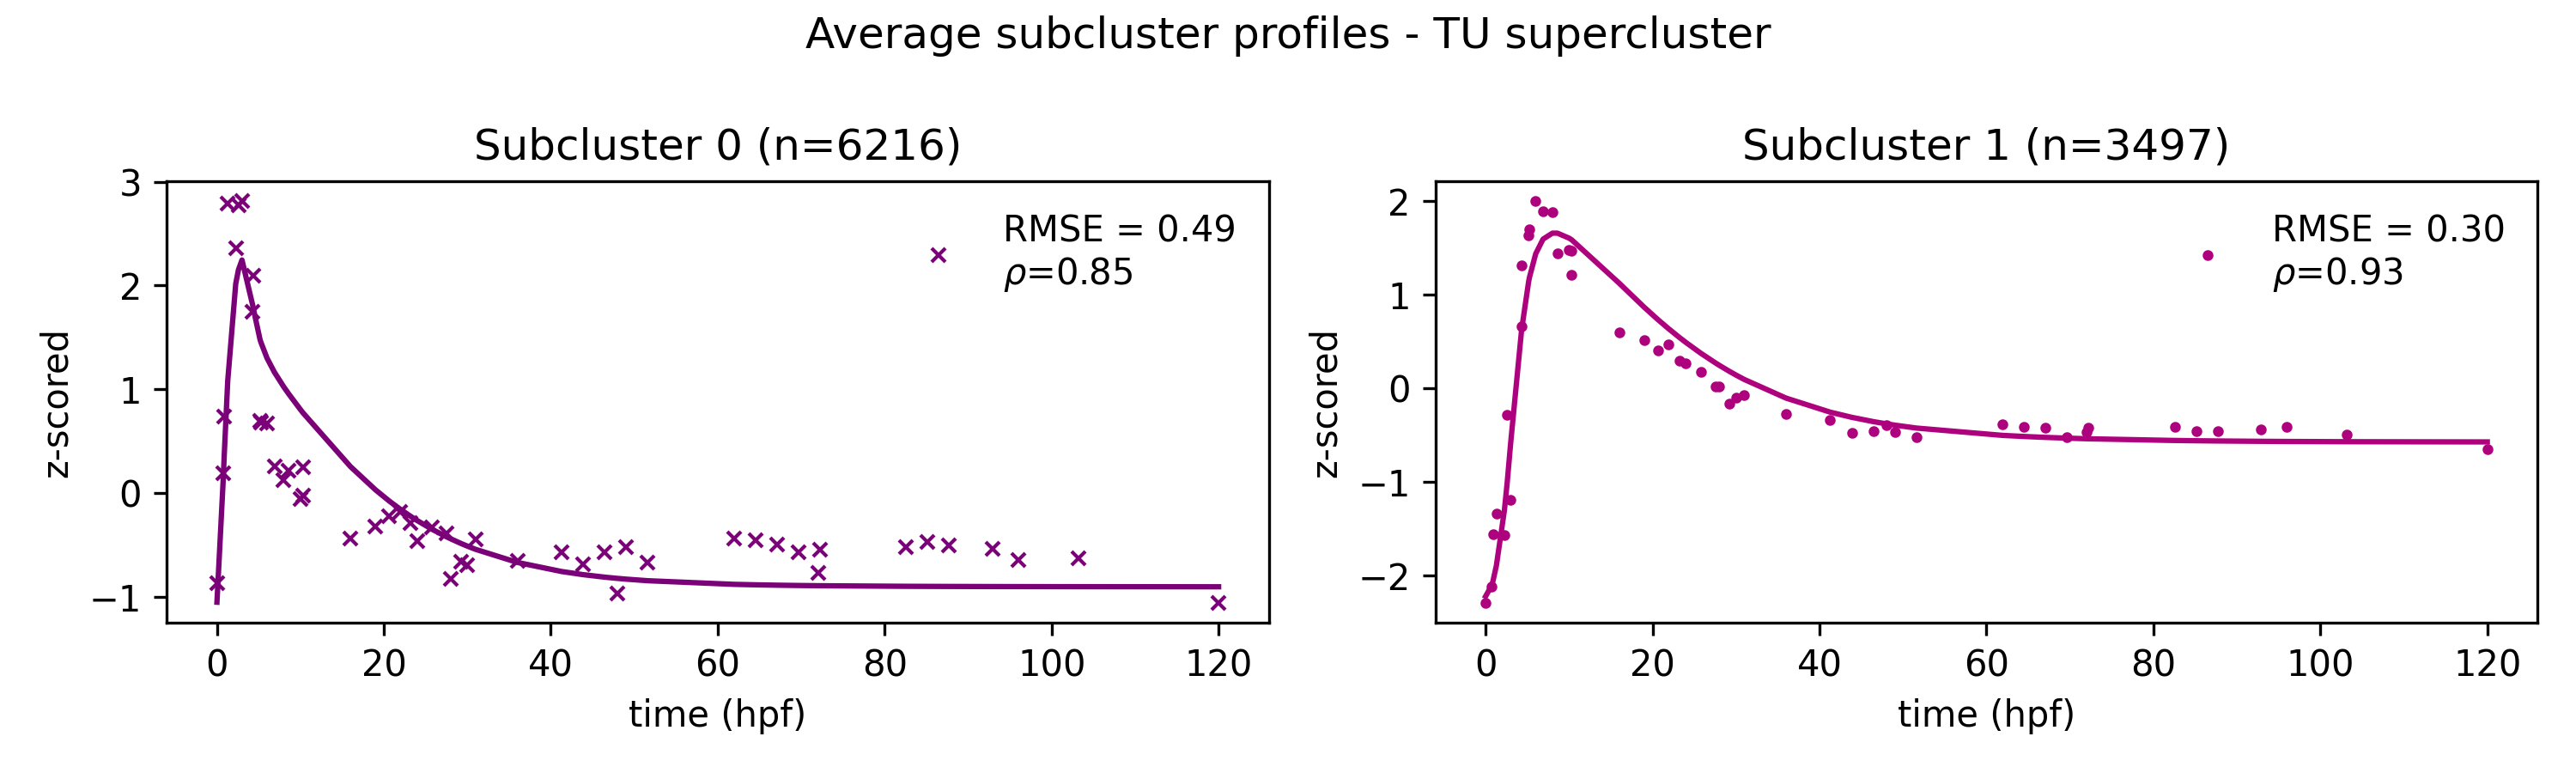 Average subcluster profiles - TU supercluster
Subcluster 0 (n=6216)
3
2
1
0
−1
z-scored
RMSE = 0.49
ρ=0.85
0 20 40 60 80 100 120
time (hpf)
Subcluster 1 (n=3497)
2
1
0
−1
−2
z-scored
RMSE = 0.30
ρ=0.93
0 20 40 60 80 100 120
time (hpf)